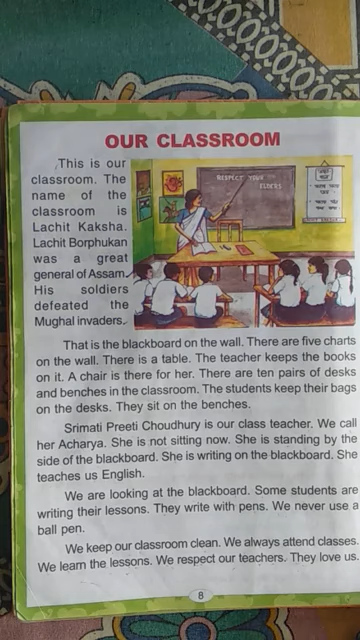 OUR CLASSROOM
This is our
classroom. The
name of the
classroom is
Lachit Kaksha.
Lachit Borphukan
was a great
general of Assam.
His soldiers
defeated the
Mughal invaders.
RESPECT YOUR
ELDERS
That is the blackboard on the wall. There are five charts
on the wall. There is a table. The teacher keeps the books
on it. A chair is there for her. There are ten pairs of desks
and benches in the classroom. The students keep their bags
on the desks. They sit on the benches.
Srimati Preeti Choudhury is our class teacher. We call
her Acharya. She is not sitting now. She is standing by the
side of the blackboard. She is writing on the blackboard. She
teaches us English.
We are looking at the blackboard. Some students are
writing their lessons. They write with pens. We never use a
ball pen.
We keep our classroom clean. We always attend classes.
We learn the lessons. We respect our teachers. They love us.
8